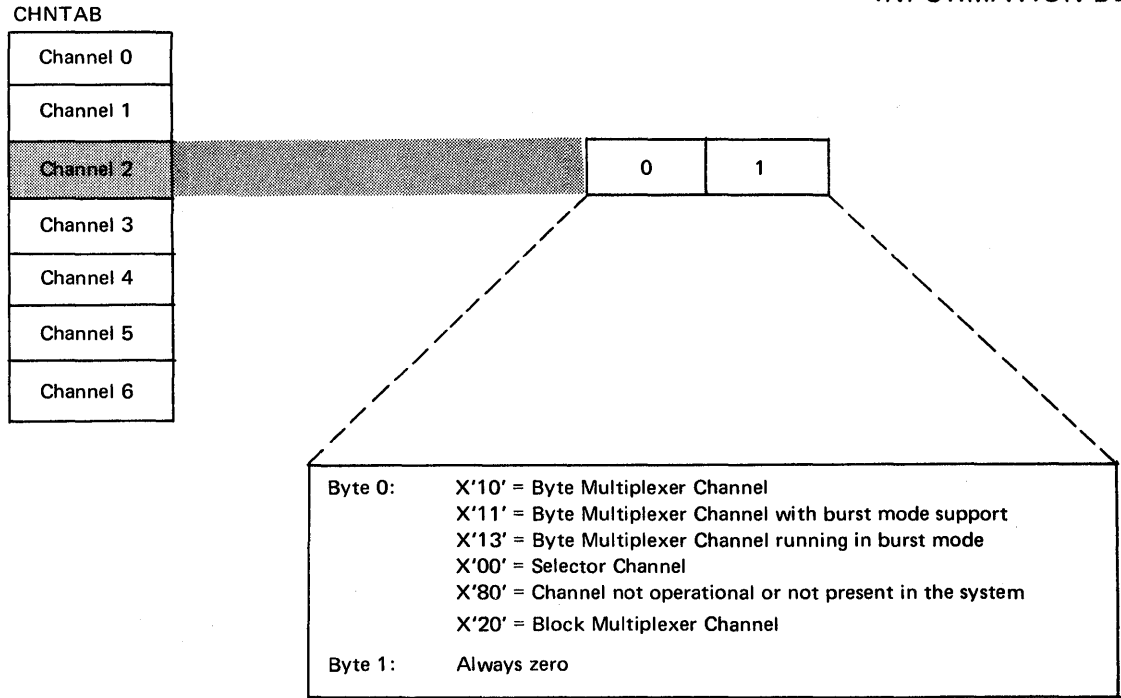 CHNTAB
Channel 0
Channel 1
Channel 2
Channel 3
Channel 4
Channel 5
Channel 6
0 1
Byte 0: X'10' = Byte Multiplexer Channel
X'11' = Byte Multiplexer Channel with burst mode support
X'13' = Byte Multiplexer Channel running in burst mode
X'00' = Selector Channel
X'80' = Channel not operational or not present in the system
X'20' = Block Multiplexer Channel
Byte 1: Always zero